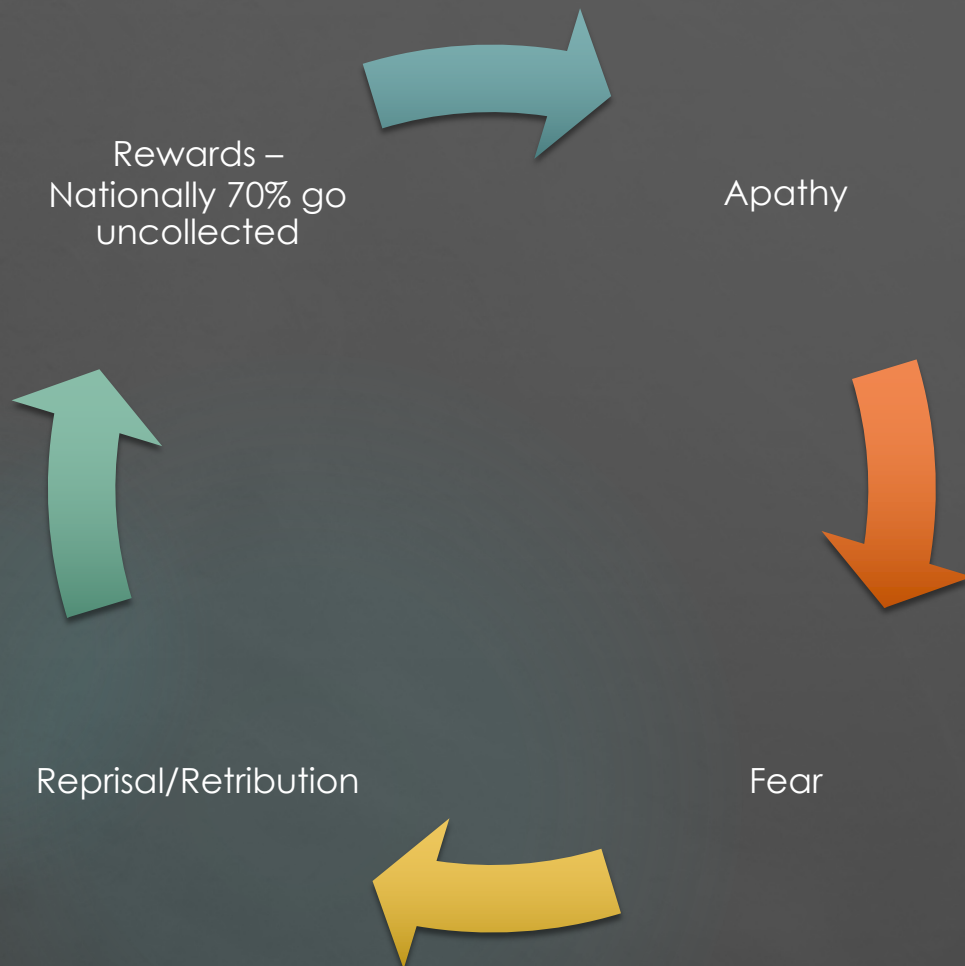 Rewards –
Nationally 70% go
uncollected
Apathy
Fear
Reprisal/Retribution